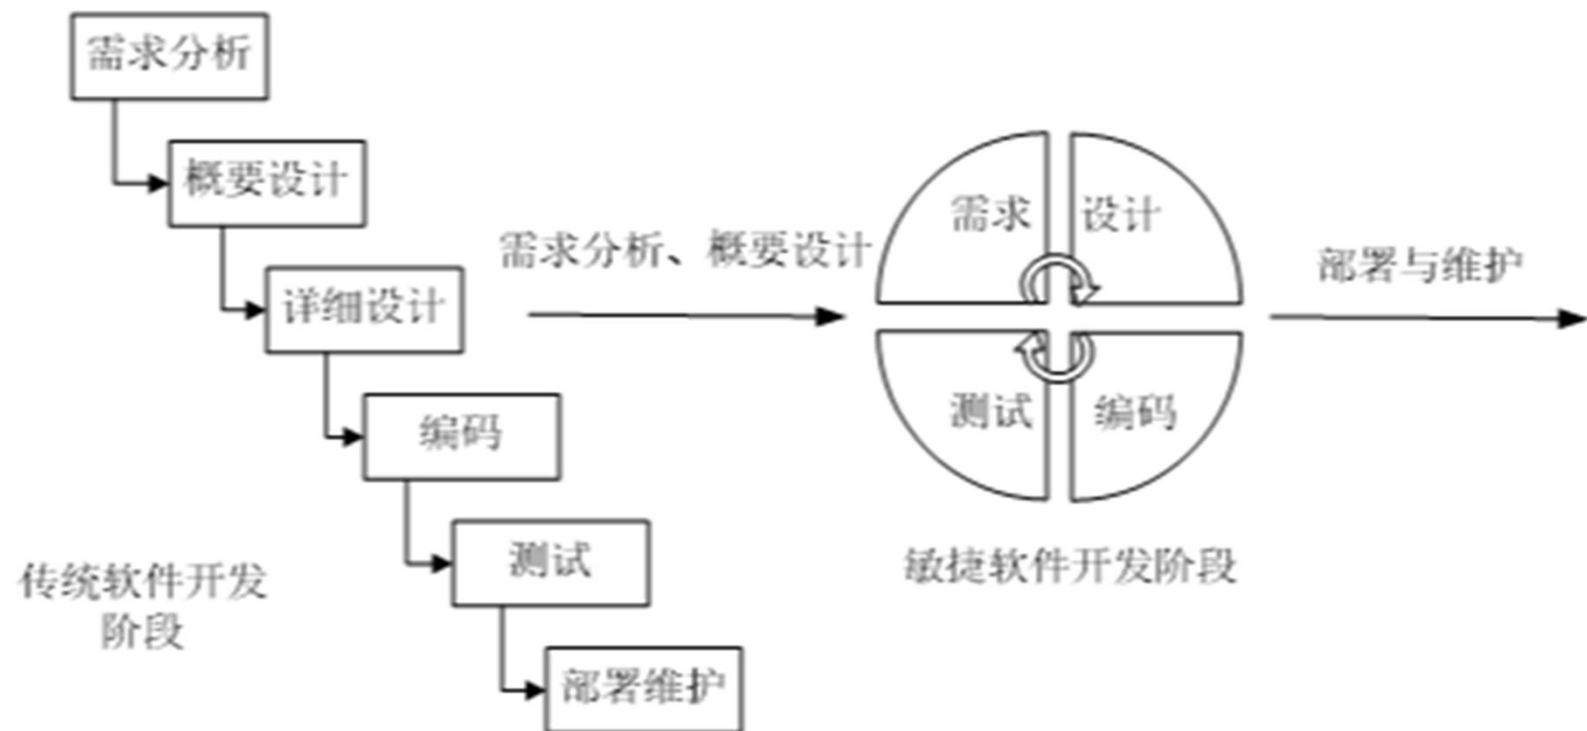 需求分析
概要设计
详细设计
编码
测试
部署维护
传统软件开发
阶段
需求分析、概要设计
需求
设计
测试
编码
敏捷软件开发阶段
部署与维护